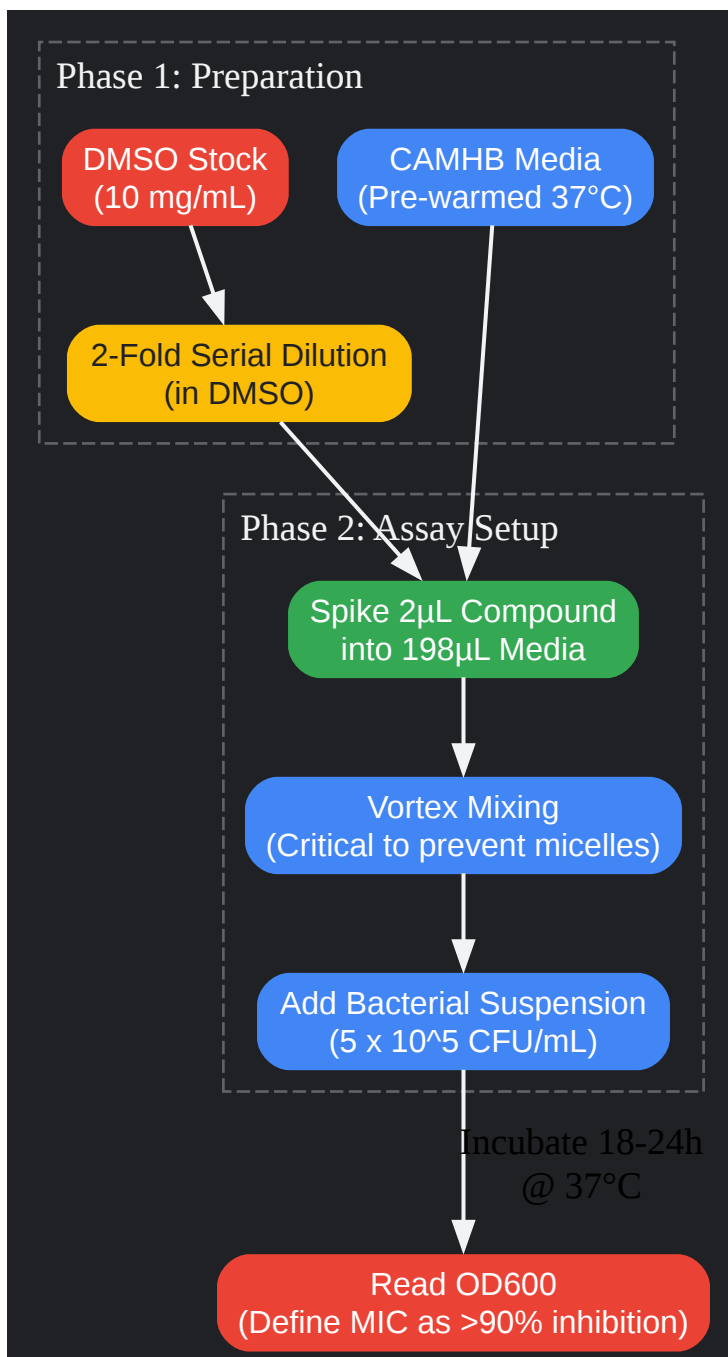 Phase 1: Preparation
DMSO Stock
(10 mg/mL)
CAMHB Media
(Pre-warmed 37°C)
2-Fold Serial Dilution
(in DMSO)
Phase 2: Assay Setup
Spike 2µL Compound
into 198µL Media
Vortex Mixing
(Critical to prevent micelles)
Add Bacterial Suspension
(5 x 10^5 CFU/mL)
Incubate 18-24h
@ 37°C
Read OD600
(Define MIC as >90% inhibition)